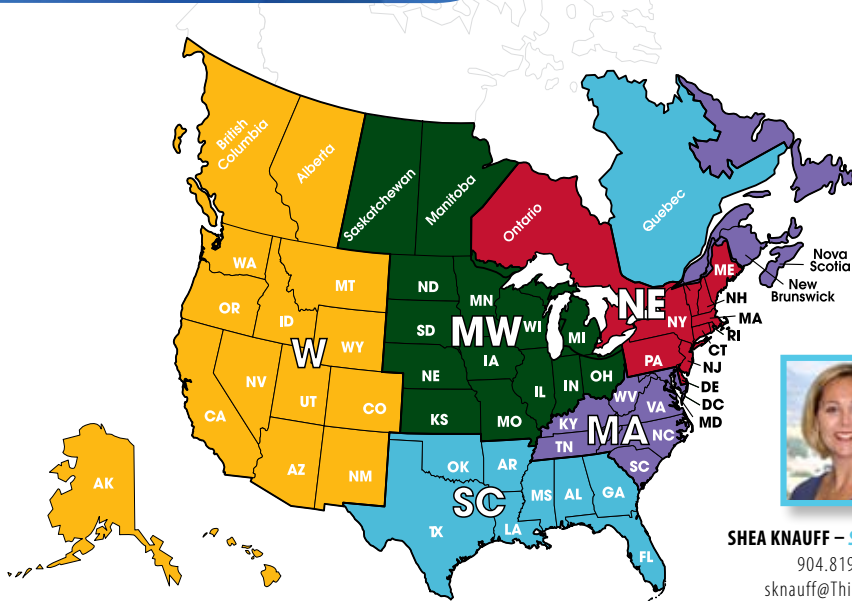 British
Columbia
Alberta
Saskatchewan
Manitoba
Ontario
Quebec
Nova
Scotia
New
Brunswick
WA
OR
ID
MT
WY
W
NV
UT
CO
CA
AZ
NM
AK
ND
MN
SD
MW
WI
MI
NE
IA
IL
IN
OH
KS
MO
NE
ME
NH
MA
RI
NY
CT
PA
NJ
DE
DC
MD
WV
VA
KY
MA
NC
TN
SC
OK
AR
SC
MS
AL
GA
TX
LA
FL
SHEA KNAUFF –
904.819
sknauff@Thi